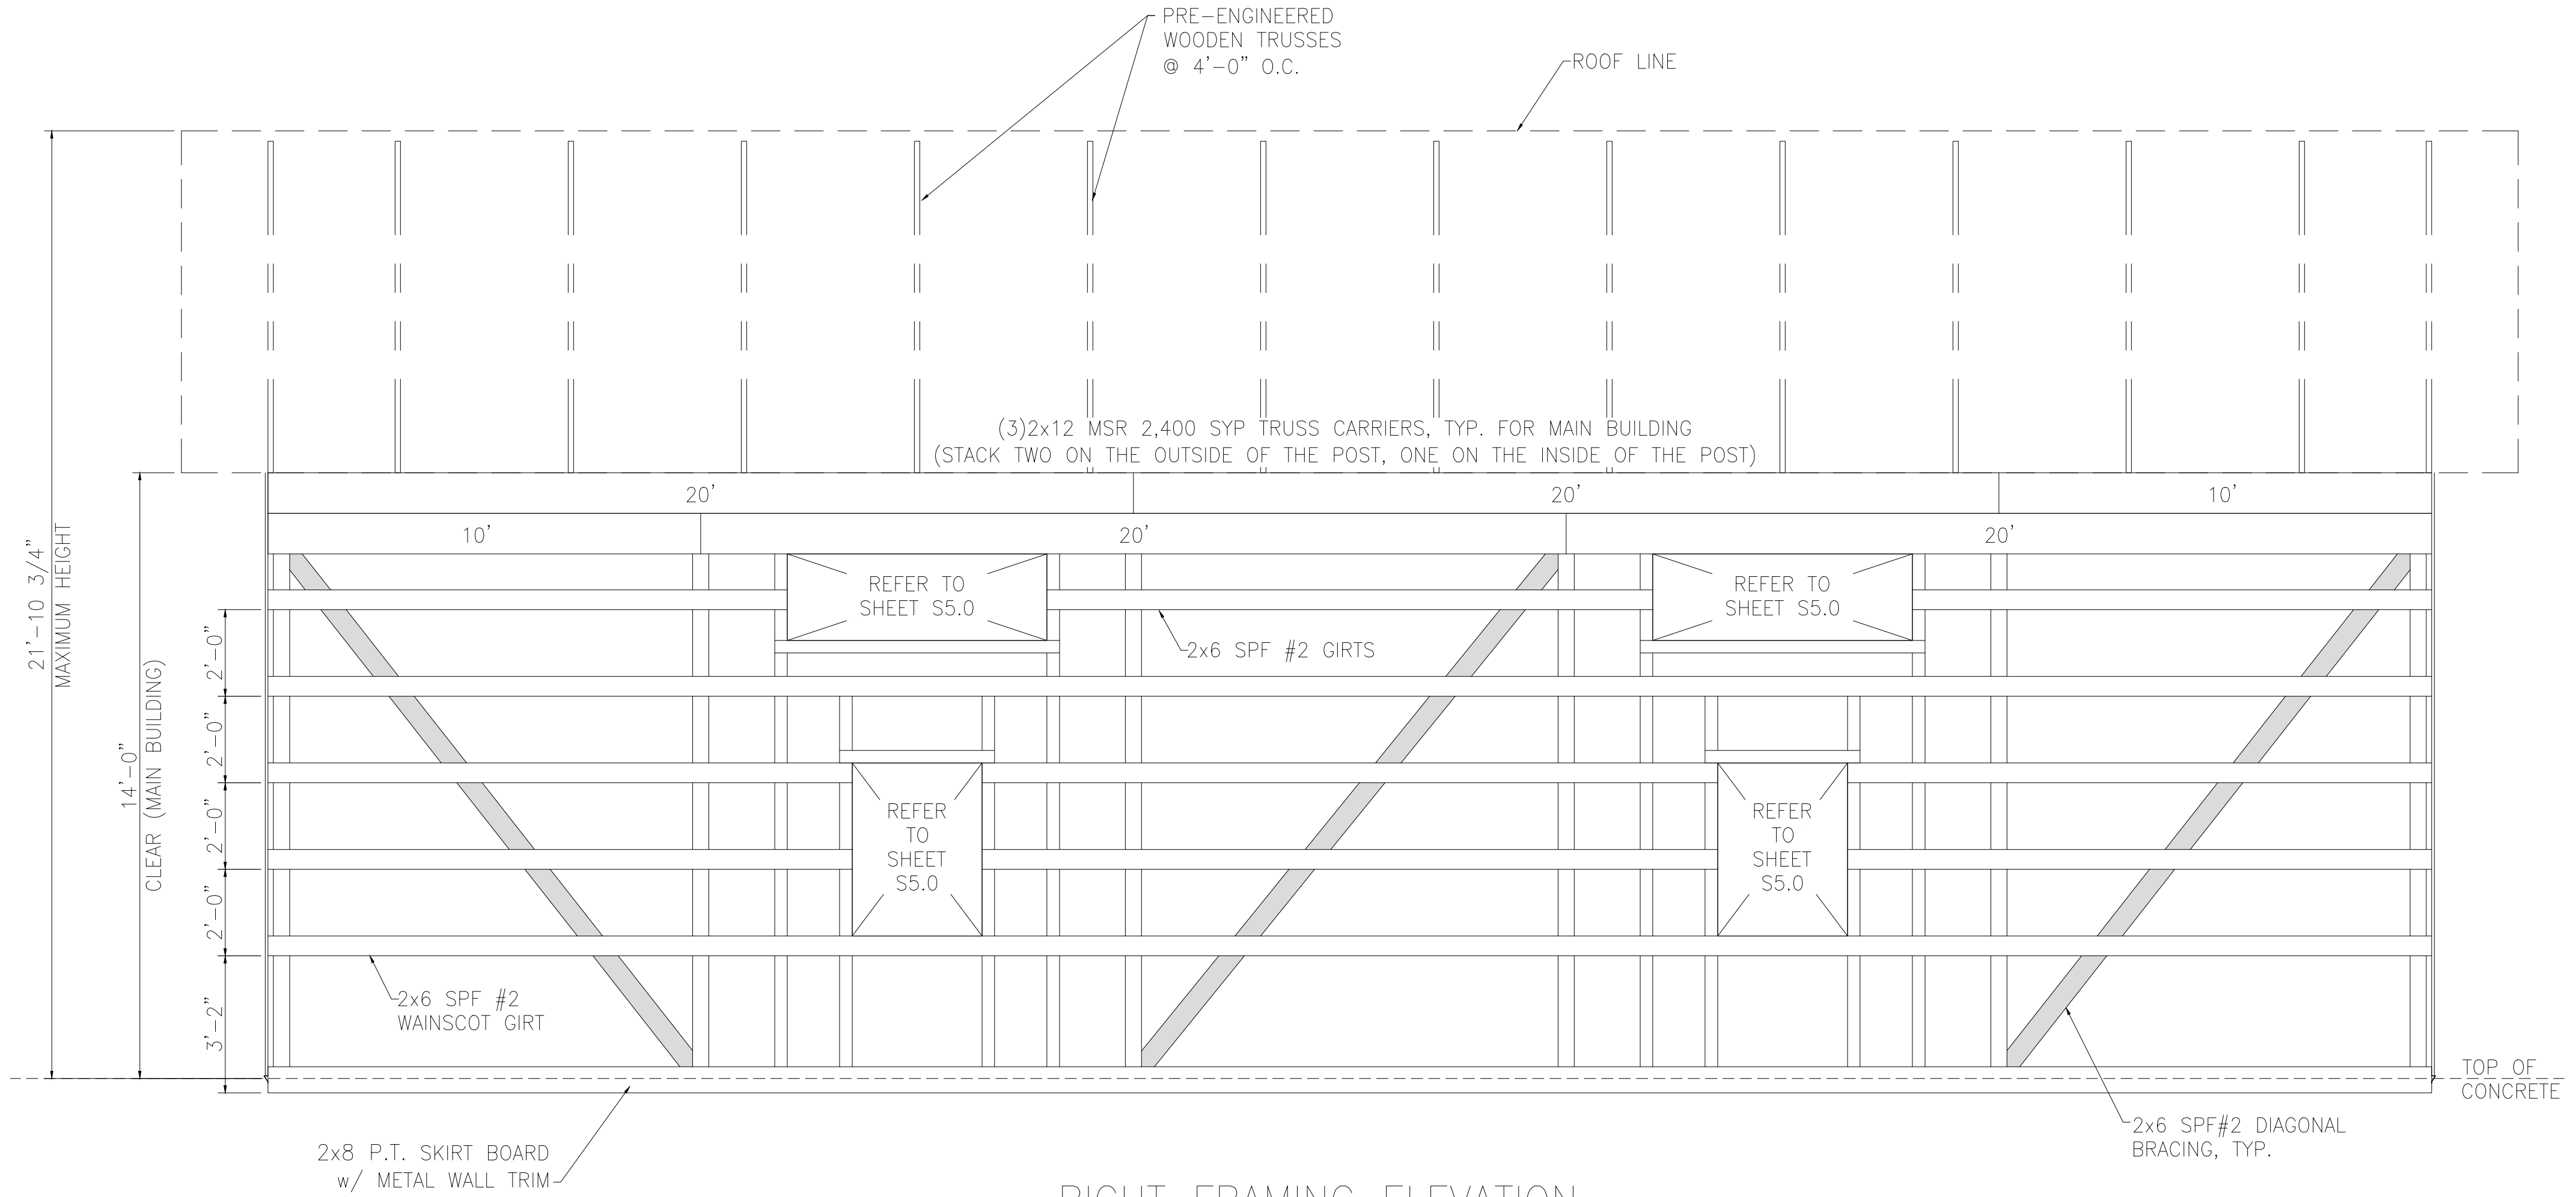 PRE-ENGINEERED
WOODEN TRUSSES
@ 4'-0" O.C.
ROOF LINE
(3)2x12 MSR 2,400 SYP TRUSS CARRIERS, TYP. FOR MAIN BUILDING
(STACK TWO ON THE OUTSIDE OF THE POST, ONE ON THE INSIDE OF THE POST)
20'
20'
10'
10'
20'
20'
21'-10 3/4"
MAXIMUM HEIGHT
14'-0"
CLEAR (MAIN BUILDING)
2'-0"
2'-0"
2'-0"
2'-0"
3'-2"
REFER TO
SHEET S5.0
REFER TO
SHEET S5.0
2x6 SPF #2 GIRTS
REFER
TO
SHEET
S5.0
REFER
TO
SHEET
S5.0
2x6 SPF #2
WAINSCOT GIRT
TOP OF
CONCRETE
2x6 SPF#2 DIAGONAL
BRACING, TYP.
2x8 P.T. SKIRT BOARD
w/ METAL WALL TRIM
RIGHT FRAMING ELEVATION